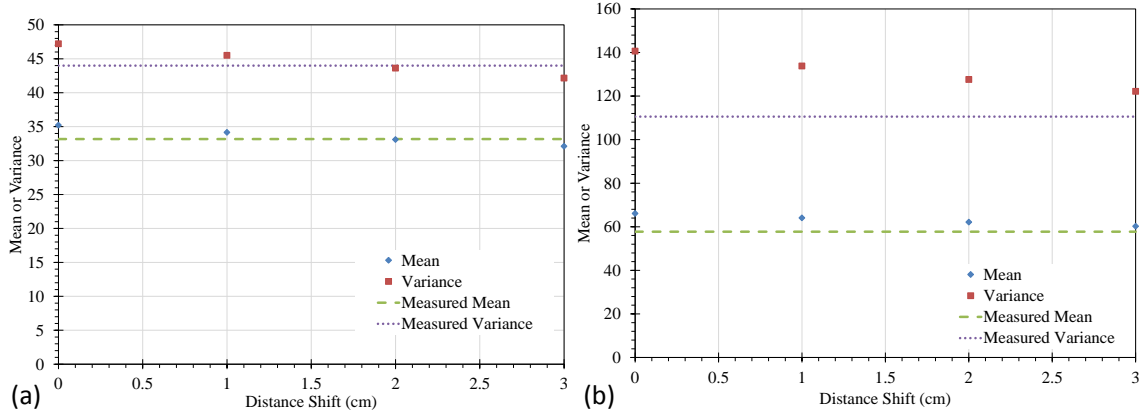 50
45
40
35
30
25
20
15
10
5
0
Mean or Variance
Mean
Variance
Measured Mean
Measured Variance
0 0.5 1 1.5 2 2.5 3
Distance Shift (cm)
(a)
160
140
120
100
80
60
40
20
0
Mean or Variance
Mean
Variance
Measured Mean
Measured Variance
0 0.5 1 1.5 2 2.5 3
Distance Shift (cm)
(b)